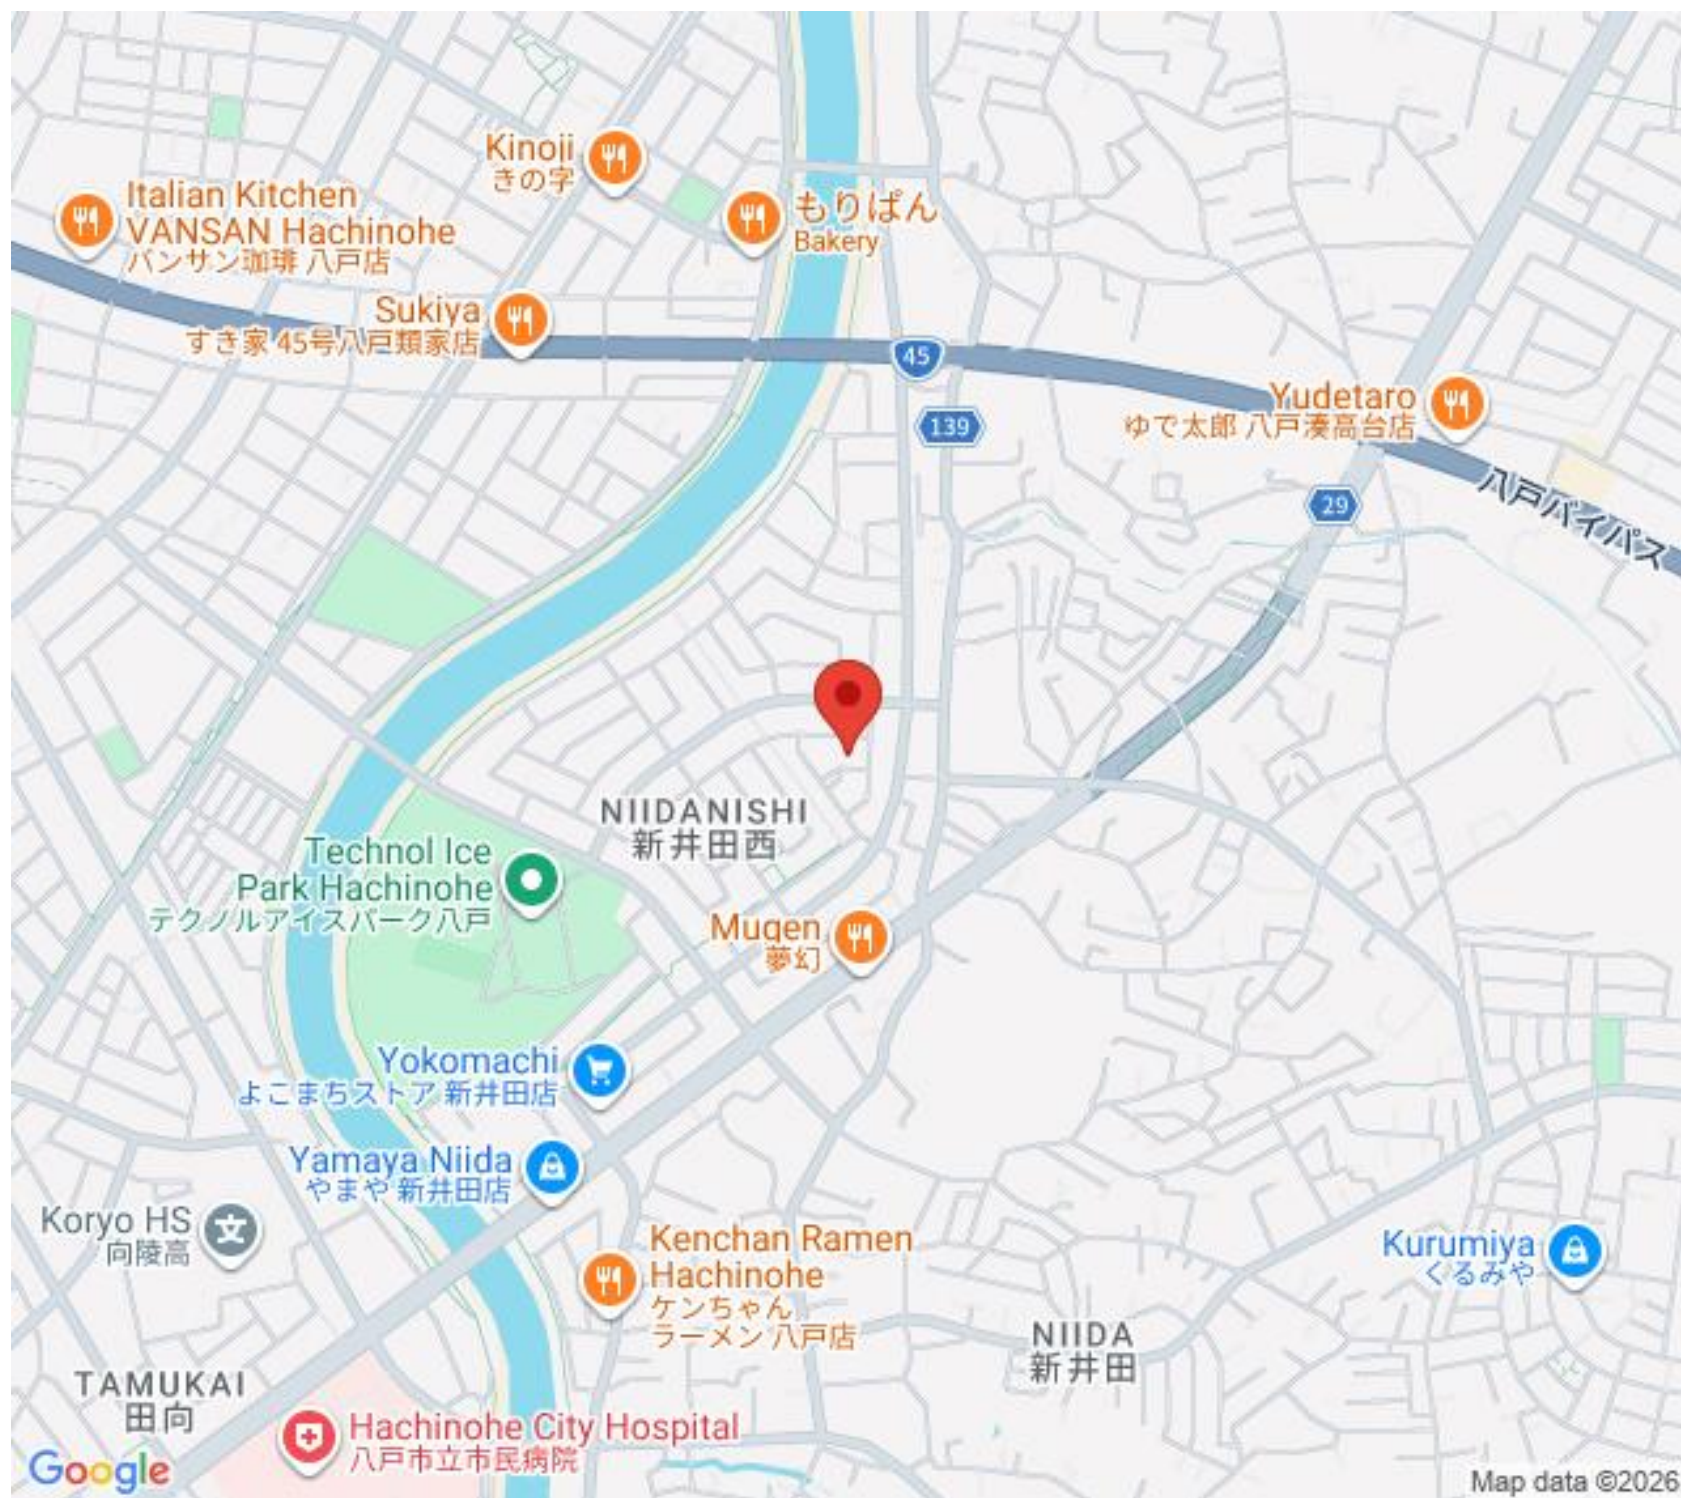 Kinoji
きの字
Italian Kitchen
VANSAN Hachinohe
バンサン珈琲 八戸店
もりぱん
Bakery
Sukiya
すき家 45号八戸類家店
45
139
Yudetaro
ゆで太郎 八戸湊高台店
八戸バイパス
29
NIIDANISHI
新井田西
Technol Ice
Park Hachinohe
テクノルアイスパーク八戸
Mugen
夢幻
Yokomachi
よこまちストア 新井田店
Yamaya Niida
やまや 新井田店
Koryo HS
向陵高
Kenchan Ramen
Hachinohe
ケンちゃん
ラーメン 八戸店
Kurumiya
くるみや
NIIDA
新井田
TAMUKAI
田向
Hachinohe City Hospital
八戸市立市民病院
Google
Map data ©2026